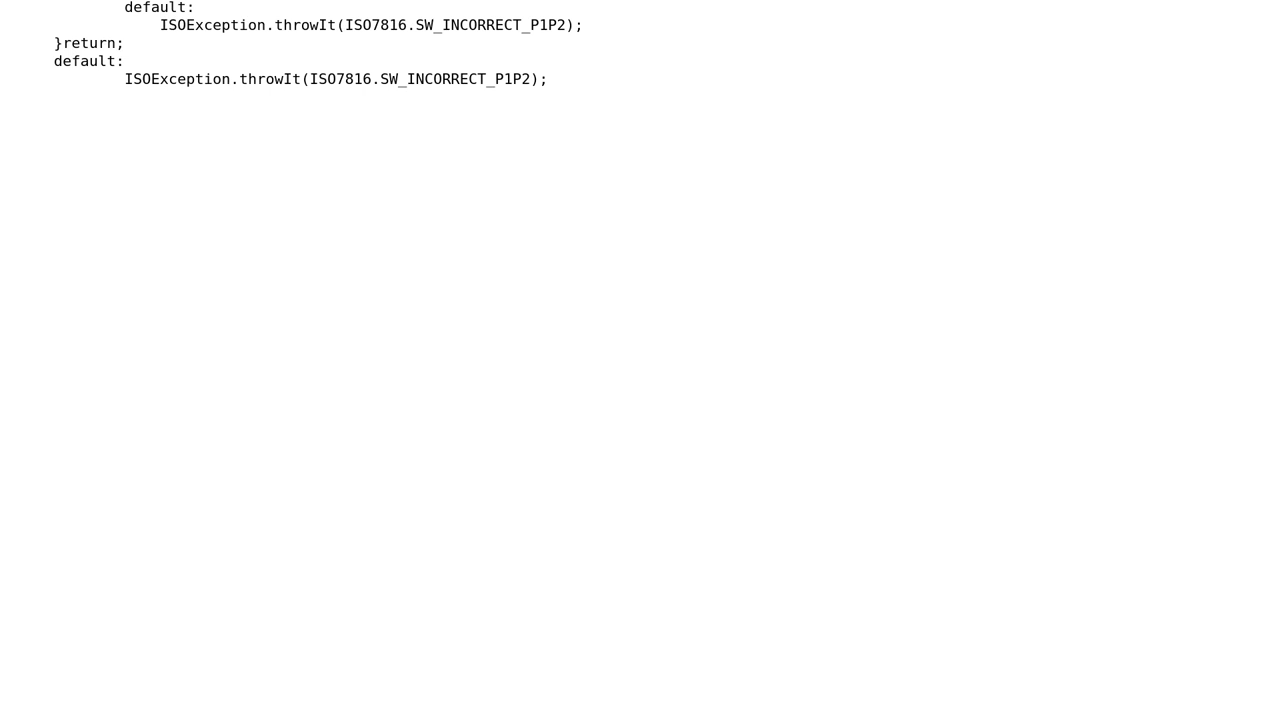 default:
ISOException.throwIt(ISO7816.SW_INCORRECT_P1P2);
}return;
default:
ISOException.throwIt(ISO7816.SW_INCORRECT_P1P2);